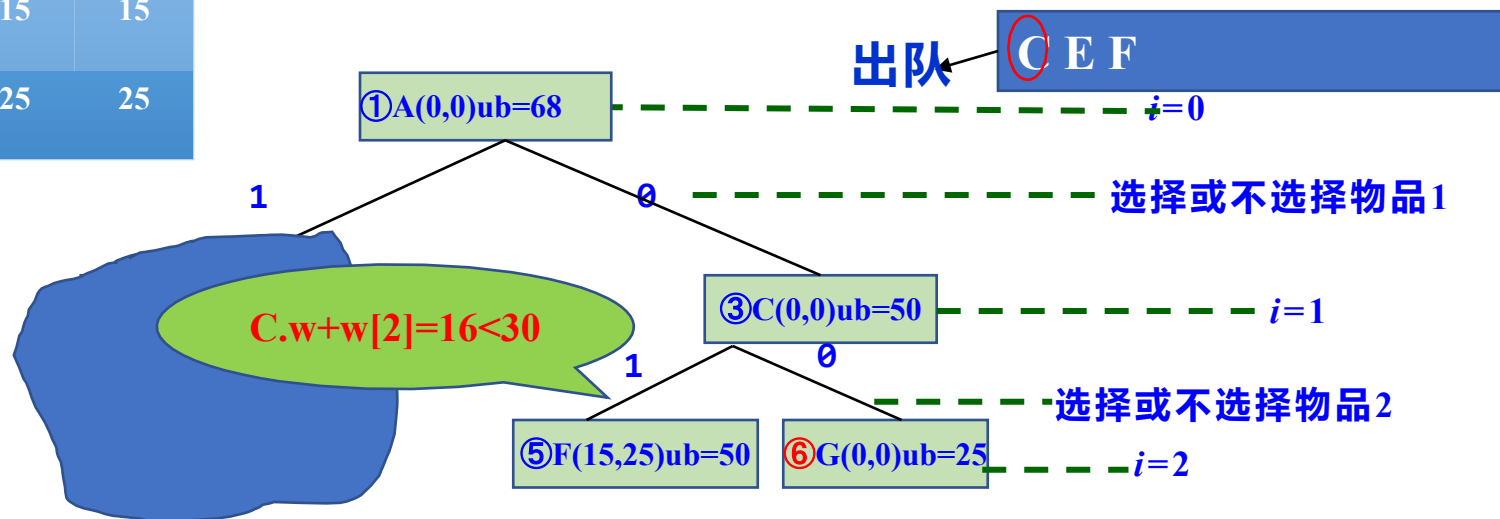 15 15
25 25
出队
C E F
①A(0,0)ub=68
i=0
1
0
选择或不选择物品1
C.w+w[2]=16<30
③C(0,0)ub=50
i=1
1
0
选择或不选择物品2
⑤F(15,25)ub=50
⑥G(0,0)ub=25
i=2